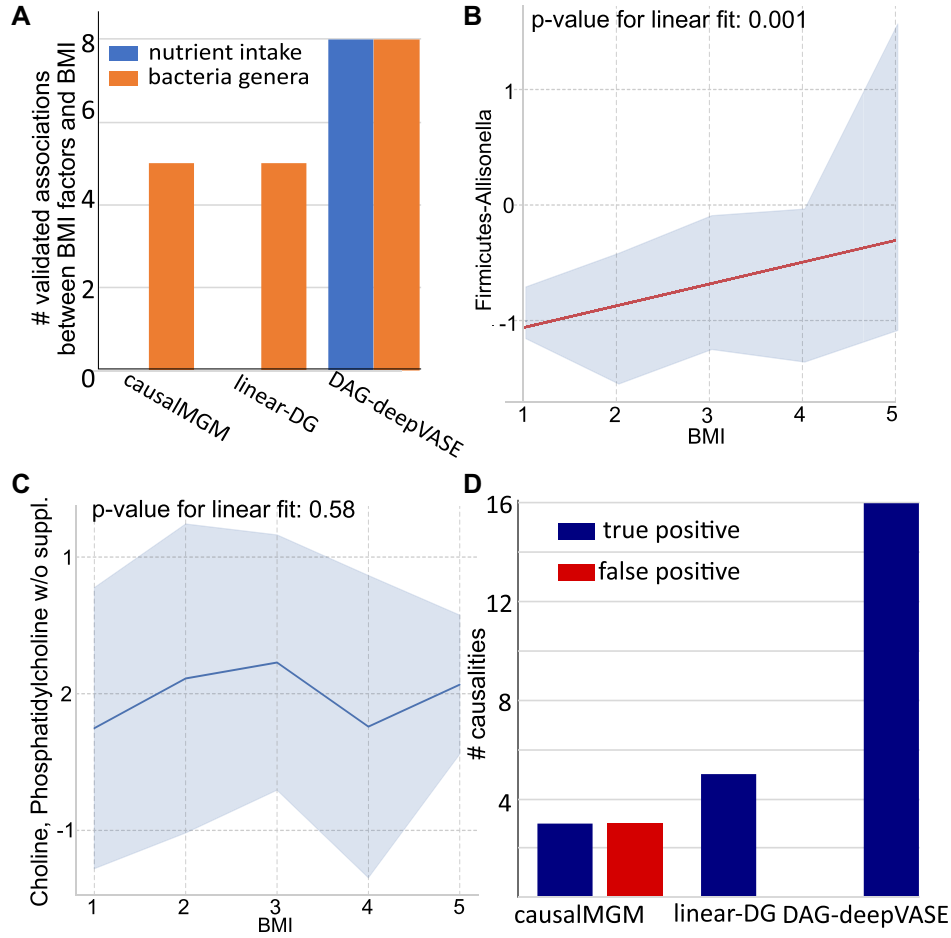 A
# validated associations
between BMI factors and BMI
8
6
4
2
0
nutrient intake
bacteria genera
causalMGM
linear-DG
DAG-deepVASE
B
p-value for linear fit: 0.001
Firmicutes-Allisonella
1
0
-1
1 2 3 4 5
BMI
C
p-value for linear fit: 0.58
Choline, Phosphatidylcholine w/o suppl.
1
2
-1
1 2 3 4 5
BMI
D
# causalities
16
12
8
4
true positive
false positive
causalMGM linear-DG DAG-deepVASE